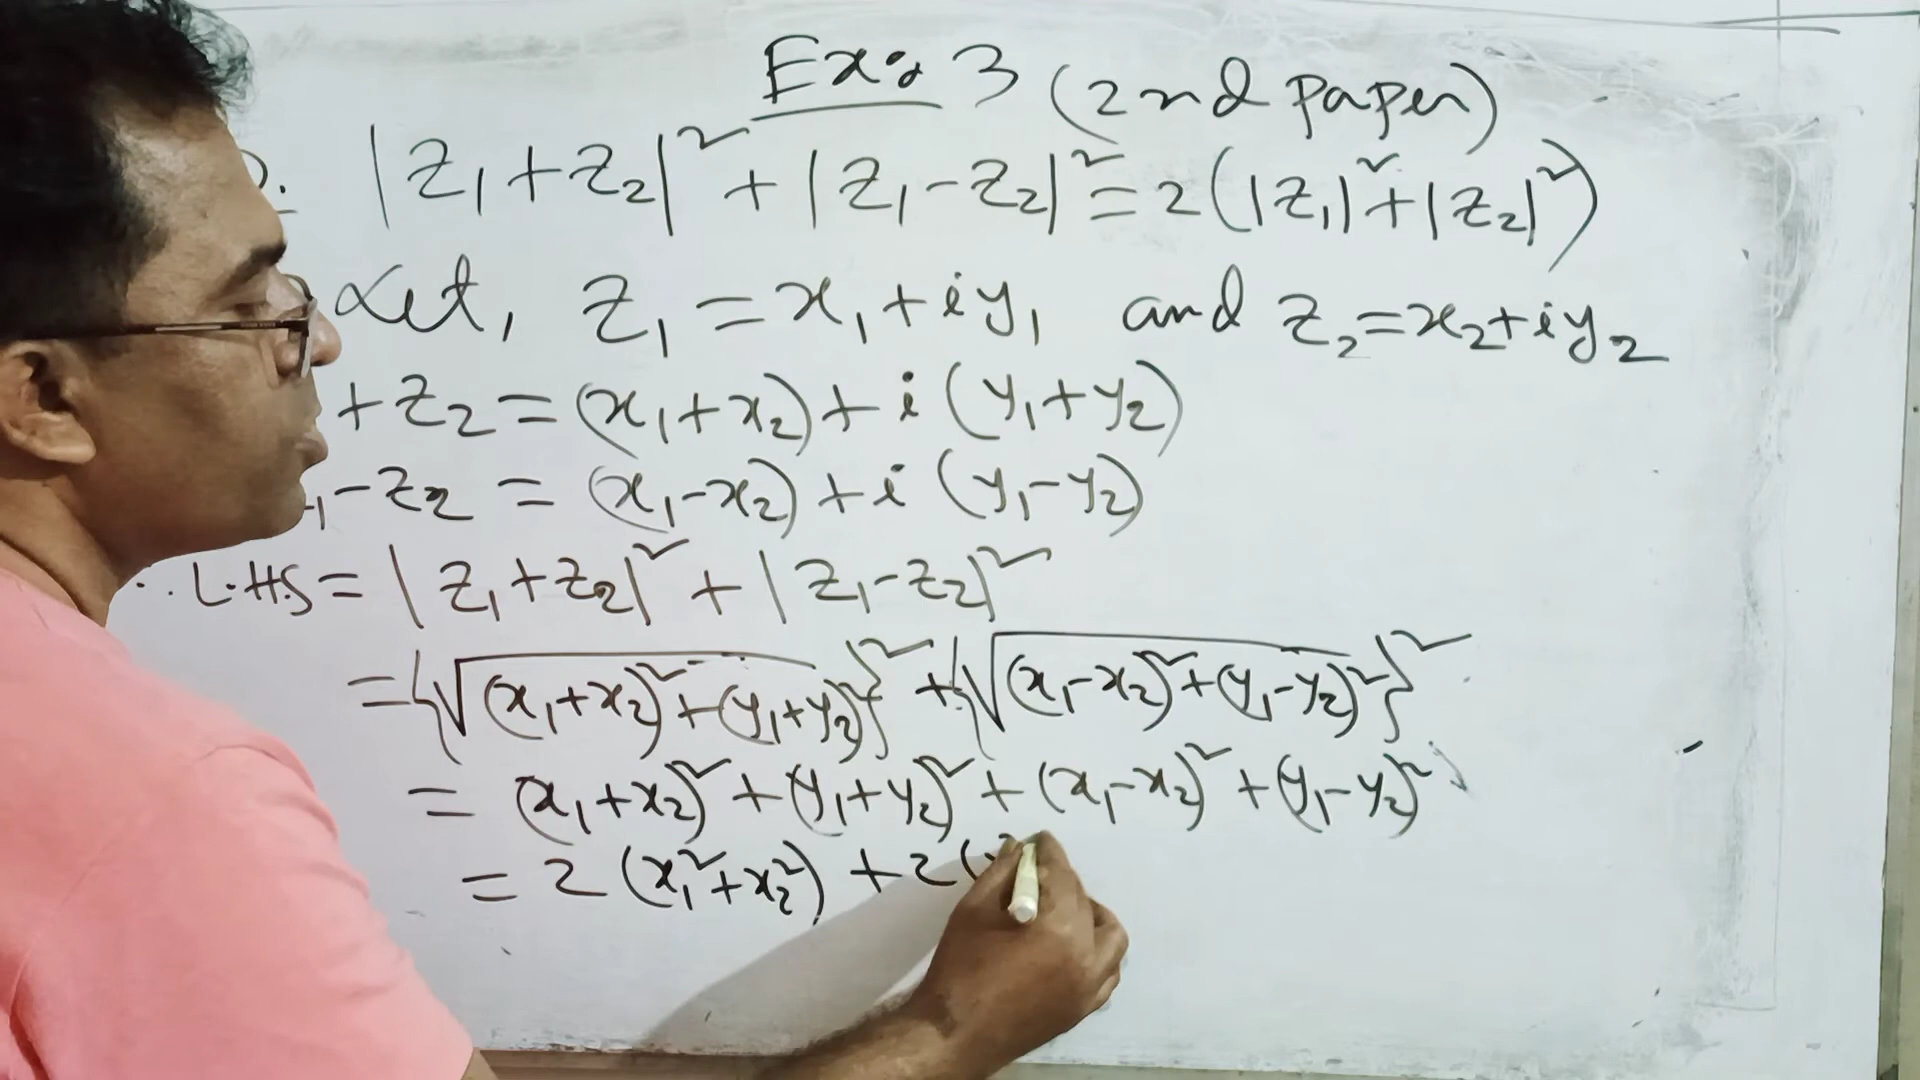 Ex: 3 (2nd paper)
|z₁+z₂|²+|z₁-z₂|²=2(|z₁|²+|z₂|²)
Let, z₁=x₁+iy₁ and z₂=x₂+iy₂
+z₂=(x₁+x₂)+i(y₁+y₂)
₁-z₂=(x₁-x₂)+i(y₁-y₂)
∴ L.H.S=|z₁+z₂|²+|z₁-z₂|²
={√(x₁+x₂)²+(y₁+y₂)²}²+{√(x₁-x₂)²+(y₁-y₂)²}²
=(x₁+x₂)²+(y₁+y₂)²+(x₁-x₂)²+(y₁-y₂)²
=2(x₁²+x₂²)+2(